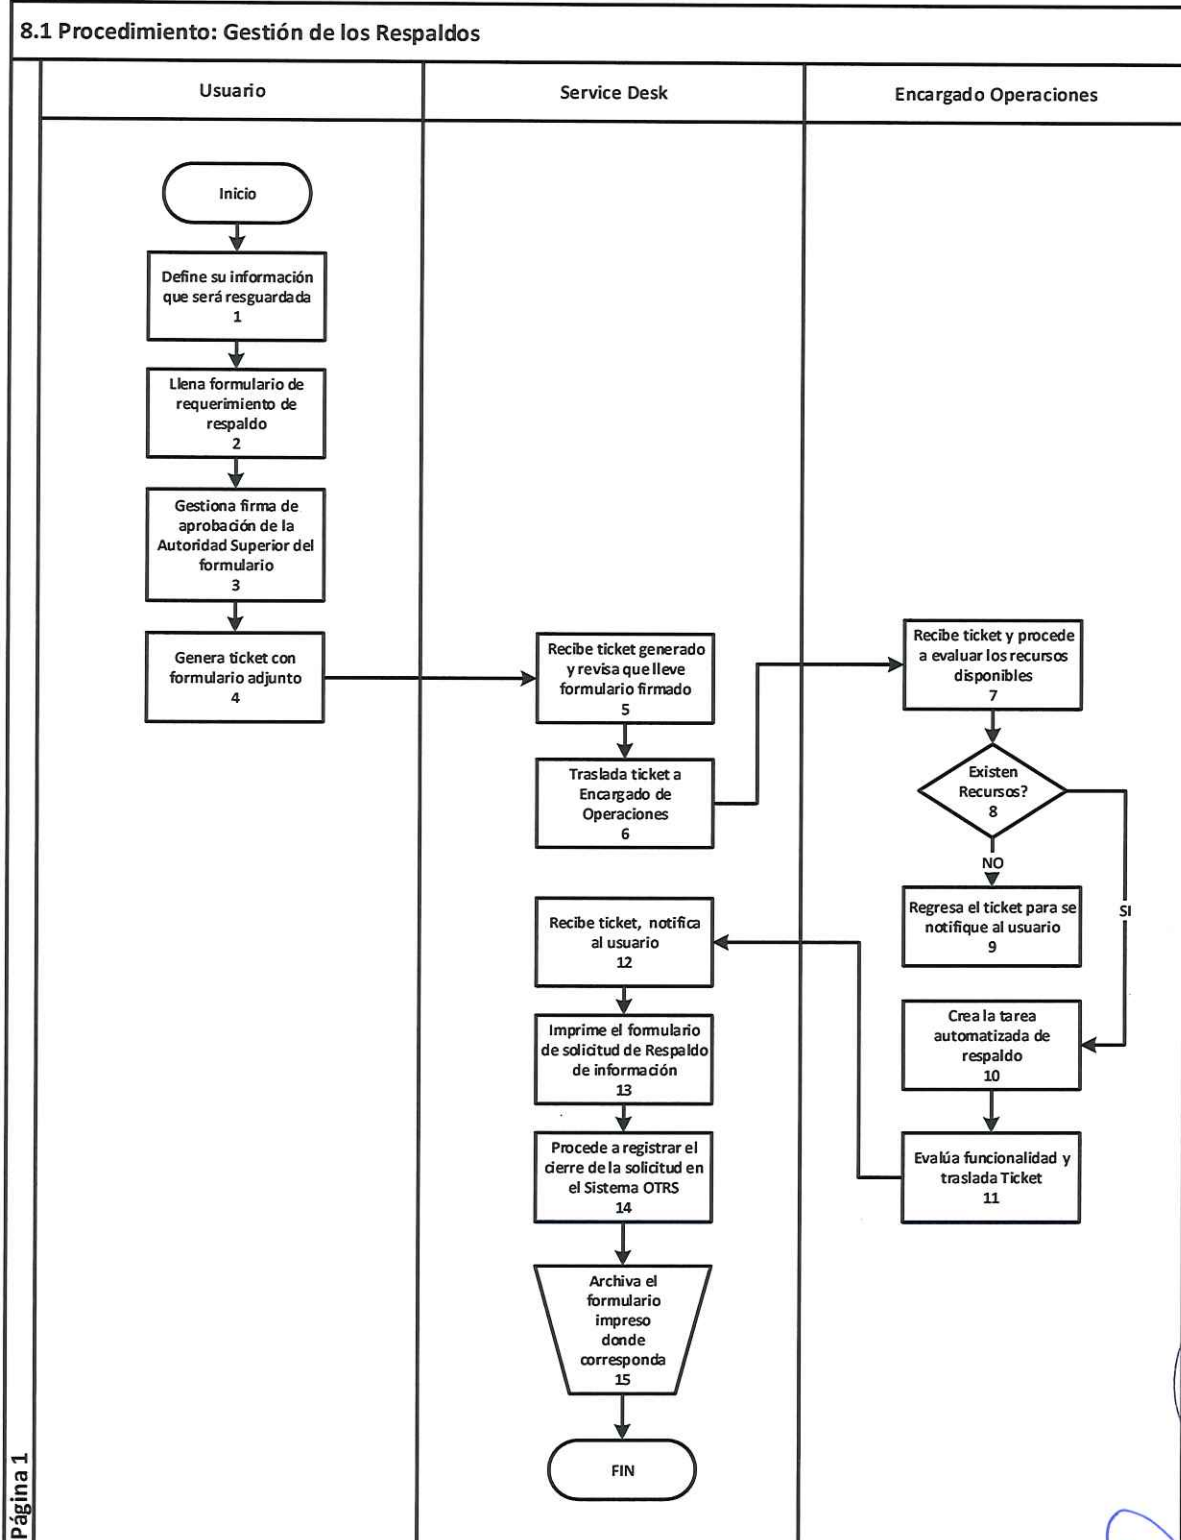 8.1 Procedimiento: Gestión de los Respaldos
Usuario
Service Desk
Encargado Operaciones
Inicio
Define su información
que será resguardada
1
Llena formulario de
requerimiento de
respaldo
2
Gestiona firma de
aprobación de la
Autoridad Superior del
formulario
3
Genera ticket con
formulario adjunto
4
Recibe ticket generado
y revisa que lleve
formulario firmado
5
Traslada ticket a
Encargado de
Operaciones
6
Recibe ticket y procede
a evaluar los recursos
disponibles
7
Existen
Recursos?
8
NO
SI
Regresa el ticket para se
notifique al usuario
9
Crea la tarea
automatizada de
respaldo
10
Evalúa funcionalidad y
traslada Ticket
11
Recibe ticket, notifica
al usuario
12
Imprime el formulario
de solicitud de Respaldo
de información
13
Procede a registrar el
cierre de la solicitud en
el Sistema OTRS
14
Archiva el
formulario
impreso
donde
corresponda
15
FIN
Página 1